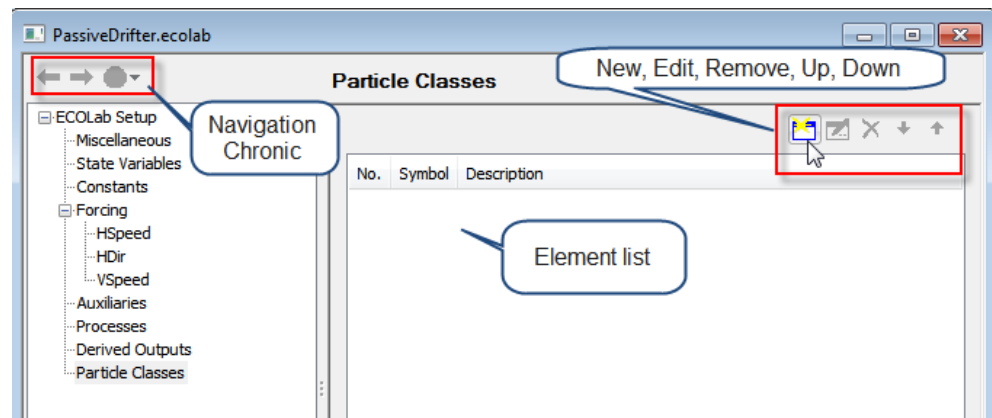 PassiveDrifter.ecolab
Particle Classes
New, Edit, Remove, Up, Down
Navigation
Chronic
ECOLab Setup
Miscellaneous
State Variables
Constants
Forcing
HSpeed
HDir
VSpeed
Auxiliaries
Processes
Derived Outputs
Particle Classes
No. Symbol Description
Element list